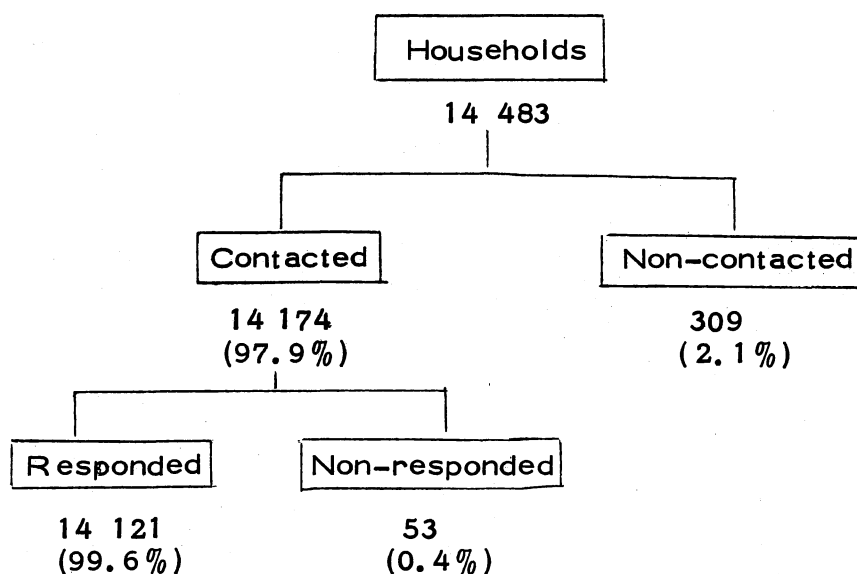 Households
14 483
Contacted
Non-contacted
14 174
(97.9%)
309
(2.1%)
Responded
Non-responded
14 121
(99.6%)
53
(0.4%)